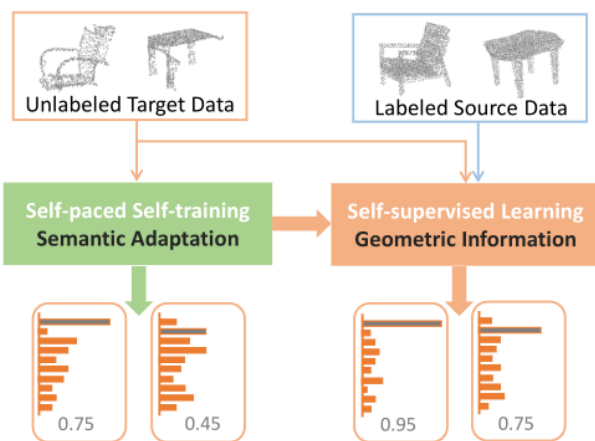 Unlabeled Target Data
Labeled Source Data
Self-paced Self-training
Semantic Adaptation
Self-supervised Learning
Geometric Information
0.75
0.45
0.95
0.75